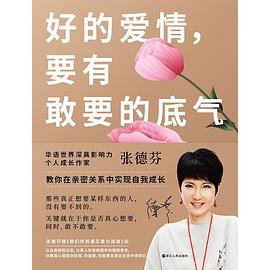 好的爱情，
要有
敢要的底气
华语世界深具影响力
个人成长作家
张德芬
教你在亲密关系中实现自我成长
那些真正想要某样东西的人，
没有要不到的。
关键就在于你是否真心想要，
同时，敢不敢要。